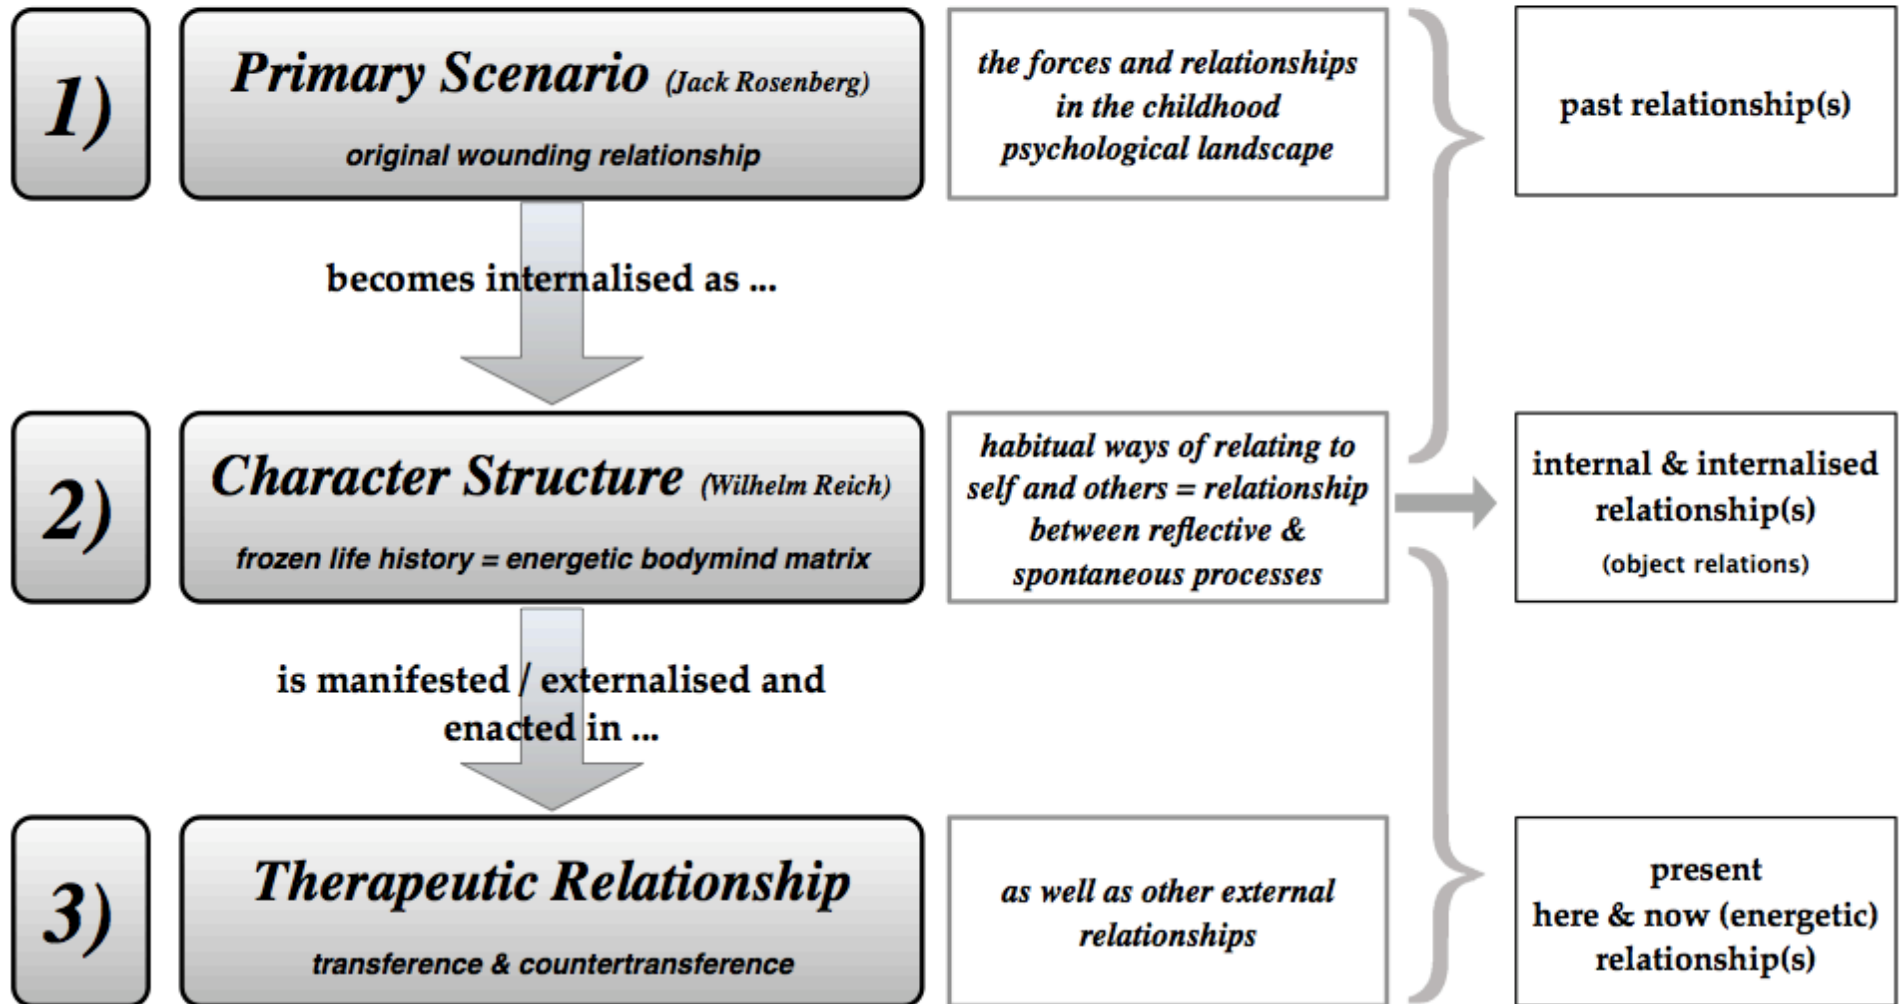 1)
Primary Scenario (Jack Rosenberg)
original wounding relationship
the forces and relationships
in the childhood
psychological landscape
past relationship(s)
becomes internalised as ...
2)
Character Structure (Wilhelm Reich)
frozen life history = energetic bodymind matrix
habitual ways of relating to
self and others = relationship
between reflective &
spontaneous processes
internal & internalised
relationship(s)
(object relations)
is manifested / externalised and
enacted in ...
3)
Therapeutic Relationship
transference & countertransference
as well as other external
relationships
present
here & now (energetic)
relationship(s)